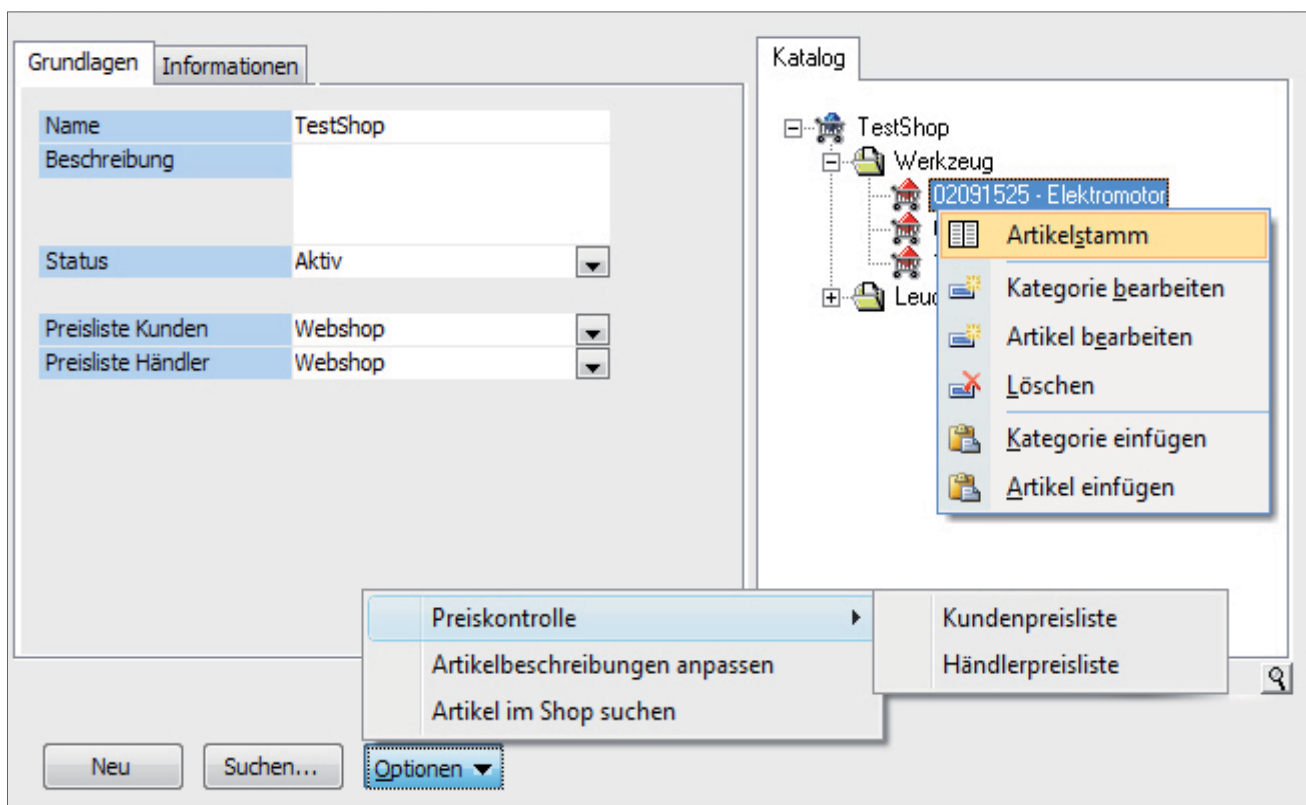 Grundlagen
Informationen
Name
TestShop
Beschreibung
Status
Aktiv
Preisliste Kunden
Webshop
Preisliste Händler
Webshop
Katalog
TestShop
Werkzeug
02091525 - Elektromotor
Leuc
Artikelstamm
Kategorie bearbeiten
Artikel bearbeiten
Löschen
Kategorie einfügen
Artikel einfügen
Preiskontrolle
Artikelbeschreibungen anpassen
Artikel im Shop suchen
Kundenpreisliste
Händlerpreisliste
Neu
Suchen...
Optionen